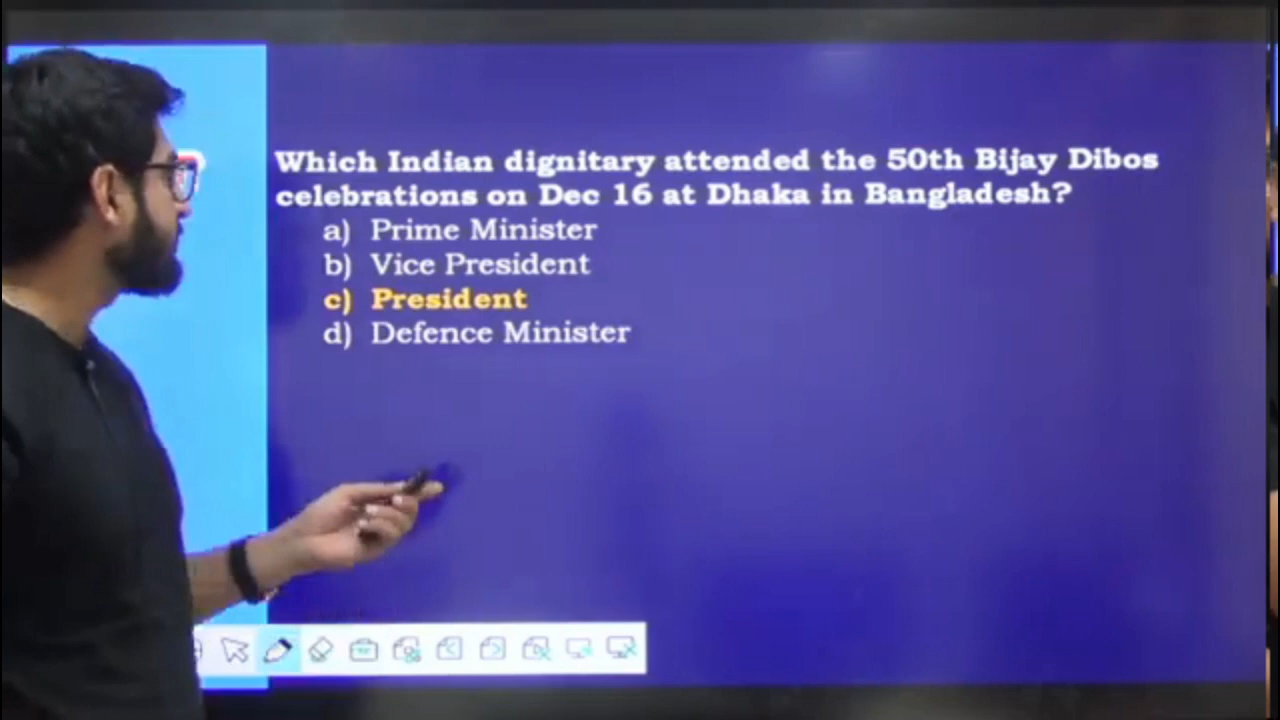 Which Indian dignitary attended the 50th Bijay Dibos
celebrations on Dec 16 at Dhaka in Bangladesh?
a) Prime Minister
b) Vice President
c) President
d) Defence Minister